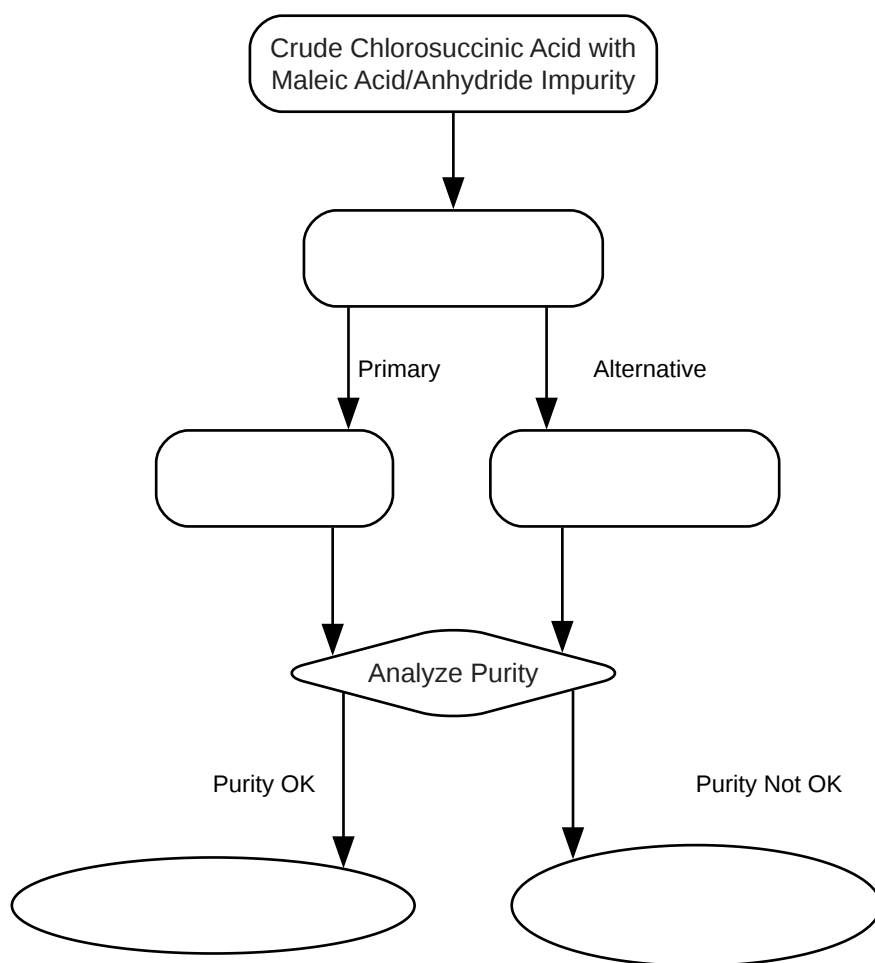 Crude Chlorosuccinic Acid with
Maleic Acid/Anhydride Impurity
Primary
Alternative
Analyze Purity
Purity OK
Purity Not OK